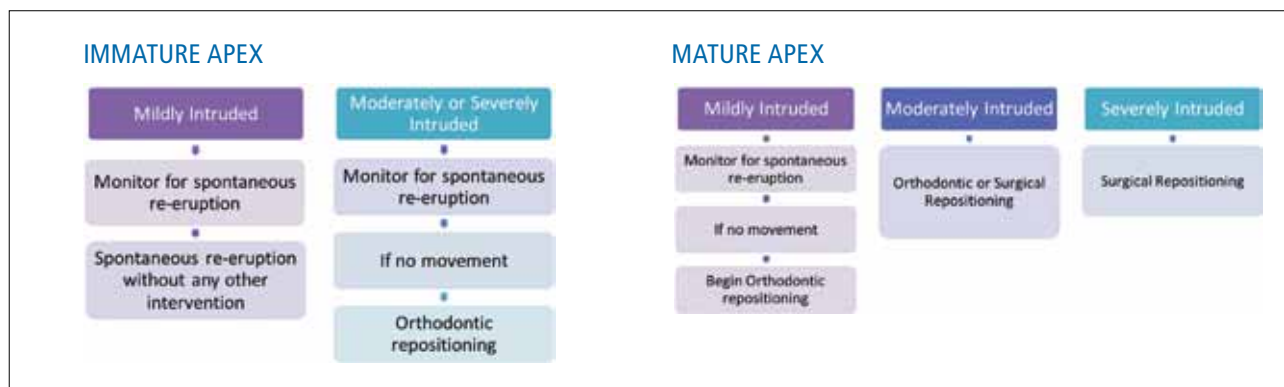 IMMATURE APEX
Mildly Intruded
Monitor for spontaneous
re-eruption
Spontaneous re-eruption
without any other
intervention
Moderately or Severely
Intruded
Monitor for spontaneous
re-eruption
If no movement
Orthodontic
repositioning
MATURE APEX
Mildly Intruded
Monitor for spontaneous
re-eruption
If no movement
Begin Orthodontic
repositioning
Moderately Intruded
Orthodontic or Surgical
Repositioning
Severely Intruded
Surgical Repositioning